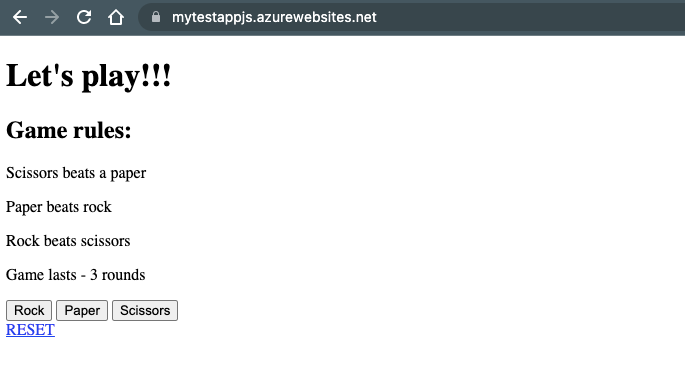 mytestappjs.azurewebsites.net
Let's play!!!
Game rules:
Scissors beats a paper
Paper beats rock
Rock beats scissors
Game lasts - 3 rounds
Rock Paper Scissors
RESET